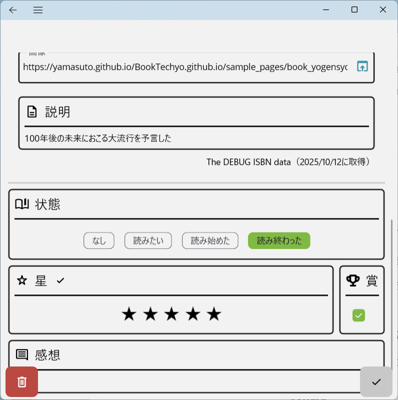 https://yamasuto.github.io/BookTechyo.github.io/sample_pages/book_yogensyc
説明
100年後の未来におこる大流行を予言した
The DEBUG ISBN data（2025/10/12に取得）
状態
なし 読みたい 読み始めた 読み終わった
星 賞
感想